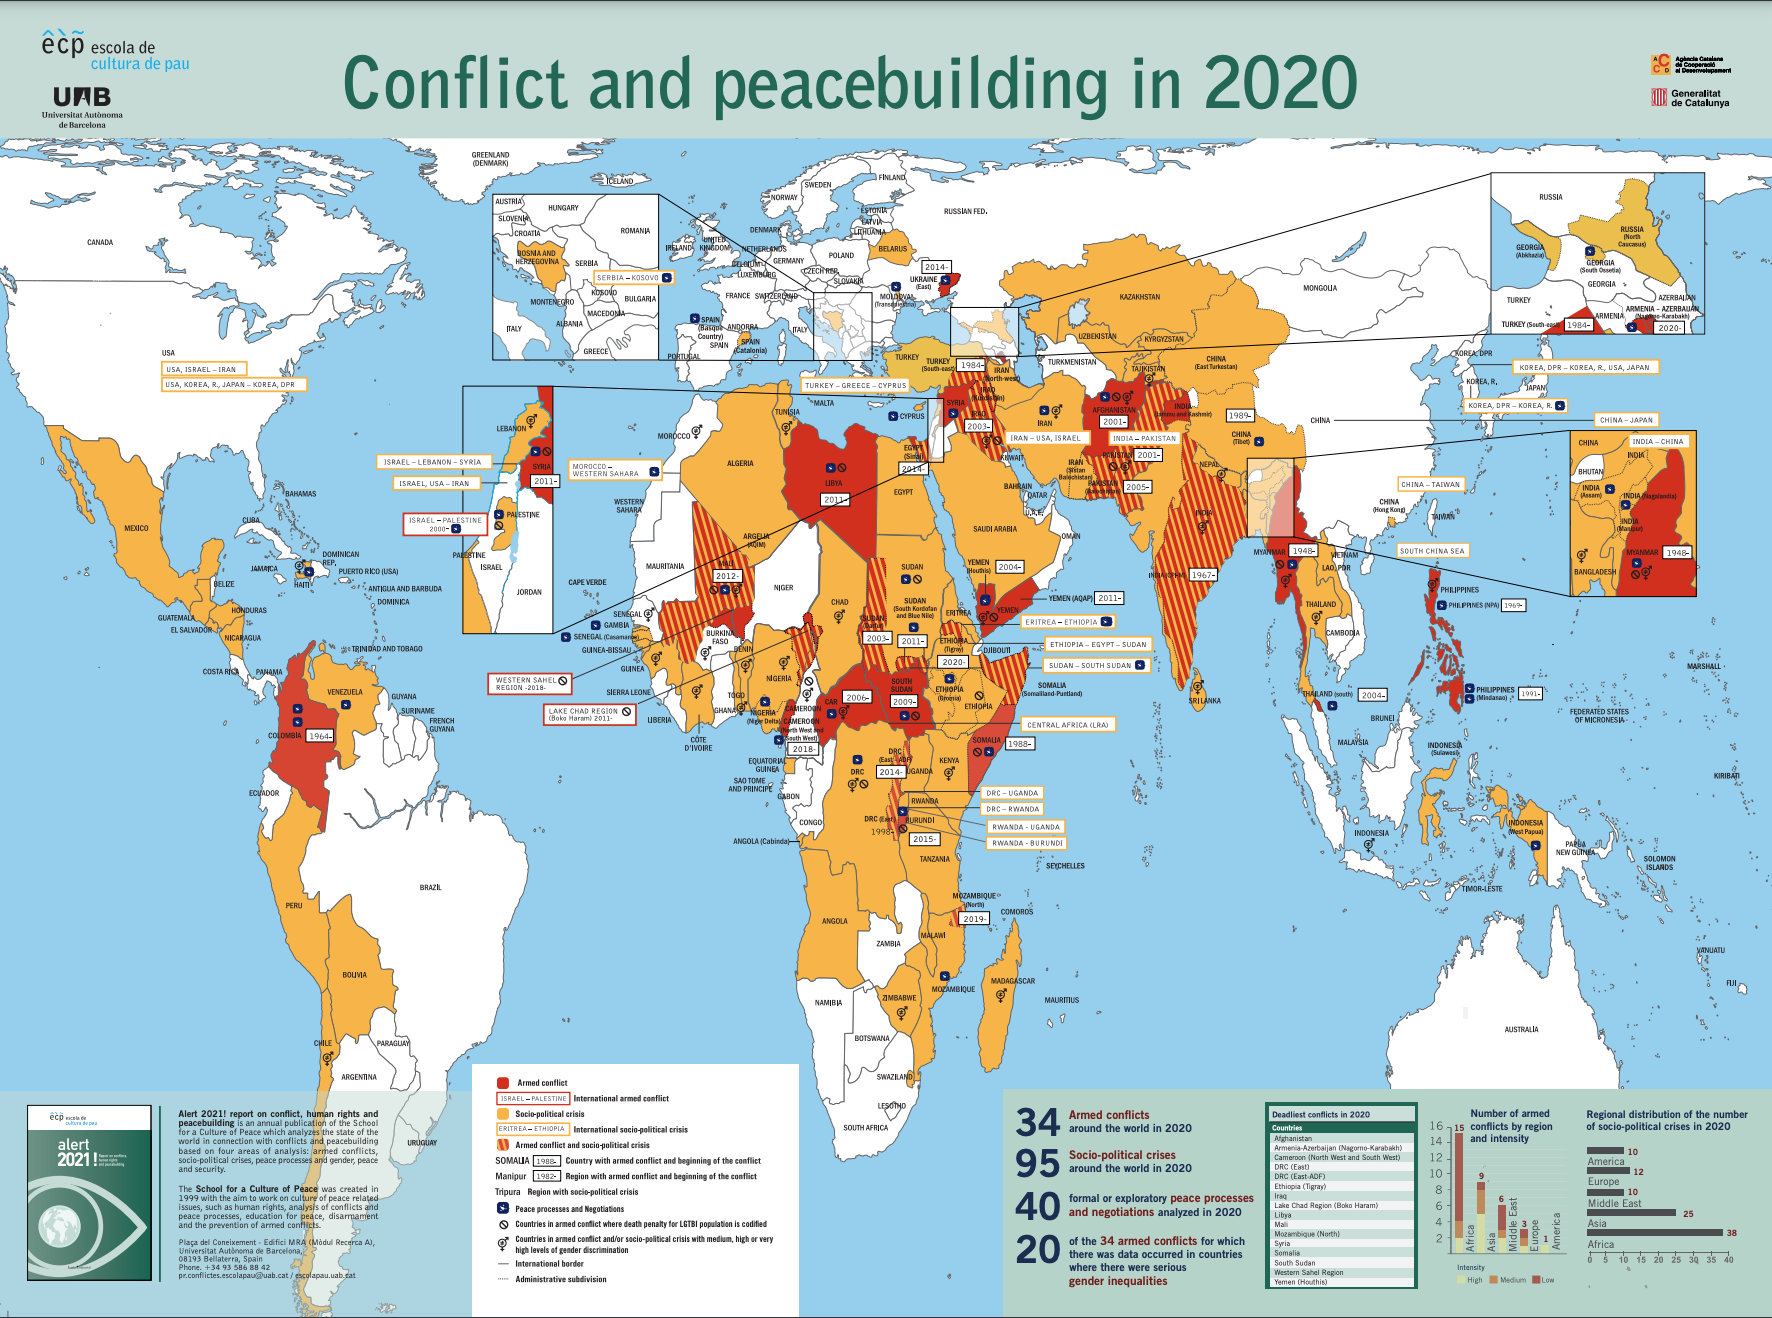 ecp escola de
cultura de pau
UAB
Universitat Autònoma
de Barcelona
Conflict and peacebuilding in 2020
Agència Catalana
de Cooperació
al Desenvolupament
Generalitat
de Catalunya
GREENLAND
(DENMARK)
ICELAND
CANADA
USA
USA, ISRAEL – IRAN
USA, KOREA, R., JAPAN – KOREA, DPR
MEXICO
BAHAMAS
CUBA
JAMAICA
HAITI
DOMINICAN
REP.
PUERTO RICO (USA)
ANTIGUA AND BARBUDA
DOMINICA
BELIZE
HONDURAS
GUATEMALA
EL SALVADOR
NICARAGUA
COSTA RICA
PANAMA
TRINIDAD AND TOBAGO
VENEZUELA
GUYANA
SURINAME
FRENCH
GUYANA
COLOMBIA
1964-
ECUADOR
PERU
BRAZIL
BOLIVIA
CHILE
PARAGUAY
ARGENTINA
URUGUAY
AUSTRIA
HUNGARY
SLOVENIA
CROATIA
ROMANIA
BOSNIA AND
HERZEGOVINA
SERBIA
SERBIA – KOSOVO
KOSOVO
MONTENEGRO
BULGARIA
MACEDONIA
ALBANIA
ITALY
GREECE
NORWAY
SWEDEN
FINLAND
ESTONIA
LATVIA
LITHUANIA
DENMARK
UNITED
KINGDOM
IRELAND
NETHERLANDS
BELGIUM
LUXEMBURG
GERMANY
POLAND
BELARUS
CZECH REP.
SLOVAKIA
FRANCE
SWITZERLAND
UKRAINE
(East)
2014-
MOLDOVA
(Transdniestria)
SPAIN
(Basque
Country)
SPAIN
ANDORRA
SPAIN
(Catalonia)
PORTUGAL
ITALY
MALTA
RUSSIAN FED.
TURKEY
TURKEY
(South-east)
1984-
TURKEY – GREECE – CYPRUS
CYPRUS
RUSSIA
RUSSIA
(North
Caucasus)
GEORGIA
(Abkhazia)
GEORGIA
(South Ossetia)
GEORGIA
TURKEY
AZERBAIJAN
ARMENIA
ARMENIA – AZERBAIJAN
(Nagorno-Karabakh)
TURKEY (South-east)
1984-
2020-
KAZAKHSTAN
UZBEKISTAN
KYRGYZSTAN
TURKMENISTAN
TAJIKISTAN
MONGOLIA
CHINA
(East Turkestan)
KOREA, DPR
KOREA, R.
JAPAN
KOREA, DPR – KOREA, R., USA, JAPAN
KOREA, DPR – KOREA, R.
CHINA – JAPAN
CHINA
1989-
CHINA
(Tibet)
CHINA – TAIWAN
CHINA
(Hong Kong)
TAIWAN
SOUTH CHINA SEA
CHINA
INDIA – CHINA
INDIA
BHUTAN
INDIA
(Assam)
INDIA (Nagalandia)
INDIA
(Manipur)
MYANMAR
1948-
BANGLADESH
LEBANON
SYRIA
2011-
ISRAEL – LEBANON – SYRIA
ISRAEL, USA – IRAN
ISRAEL – PALESTINE
2000-
PALESTINE
PALESTINE
ISRAEL
JORDAN
MOROCCO
MOROCCO –
WESTERN SAHARA
WESTERN
SAHARA
ALGERIA
TUNISIA
LIBYA
2011-
EGYPT
(Sinai)
2014-
EGYPT
SYRIA
IRAQ
(Kurdistan)
IRAQ
2003-
IRAN
(North-west)
IRAN
IRAN – USA, ISRAEL
IRAN
(Sistan
Balochistan)
KUWAIT
BAHRAIN
QATAR
U.A.E.
OMAN
SAUDI ARABIA
AFGHANISTAN
2001-
INDIA
(Jammu and Kashmir)
INDIA – PAKISTAN
PAKISTAN
2001-
PAKISTAN
(Balochistan)
2005-
NEPAL
INDIA
INDIA (CPI-M)
1967-
SRI LANKA
YEMEN
(Houthis)
2004-
YEMEN
YEMEN (AQAP)
2011-
ERITREA – ETHIOPIA
ETHIOPIA – EGYPT – SUDAN
SUDAN – SOUTH SUDAN
SOMALIA
(Somaliland-Puntland)
CENTRAL AFRICA (LRA)
MAURITANIA
ARGELIA
(AQIM)
MALI
2012-
NIGER
CHAD
SUDAN
SUDAN
(South Kordofan
and Blue Nile)
SUDAN
(Darfur)
2003-
2011-
ERITREA
ETHIOPIA
(Tigray)
2020-
DJIBOUTI
ETHIOPIA
(Oromia)
ETHIOPIA
CAPE VERDE
SENEGAL
GAMBIA
SENEGAL (Casamance)
GUINEA-BISSAU
GUINEA
SIERRA LEONE
LIBERIA
CÔTE
D'IVOIRE
BURKINA
FASO
GHANA
TOGO
BENIN
NIGERIA
NIGERIA
(Niger Delta)
CAMEROON
CAMEROON
(North West and
South West)
2018-
WESTERN SAHEL
REGION -2018-
LAKE CHAD REGION
(Boko Haram) 2011-
CAR
2006-
SOUTH
SUDAN
2009-
SOMALIA
1988-
EQUATORIAL
GUINEA
SAO TOME
AND PRINCIPE
GABON
CONGO
ANGOLA (Cabinda)
DRC
DRC
(East - ADF)
2014-
UGANDA
KENYA
RWANDA
DRC (East)
1998-
BURUNDI
2015-
DRC – UGANDA
DRC – RWANDA
RWANDA – UGANDA
RWANDA – BURUNDI
TANZANIA
SEYCHELLES
MOZAMBIQUE
(North)
2019-
COMOROS
ANGOLA
ZAMBIA
MALAWI
MOZAMBIQUE
MADAGASCAR
MAURITIUS
ZIMBABWE
NAMIBIA
BOTSWANA
SWAZILAND
LESOTHO
SOUTH AFRICA
MYANMAR
1948-
VIETNAM
LAO, PDR
THAILAND
CAMBODIA
THAILAND (south)
2004-
PHILIPPINES
PHILIPPINES (NPA)
1969-
PHILIPPINES
(Mindanao)
1991-
BRUNEI
MALAYSIA
INDONESIA
(Sulawesi)
INDONESIA
INDONESIA
(West Papua)
PAPUA
NEW GUINEA
TIMOR-LESTE
MARSHALL
FEDERATED STATES
OF MICRONESIA
KIRIBATI
SOLOMON
ISLANDS
VANUATU
FIJI
AUSTRALIA
ecp escola de
cultura de pau
alert
2021!
Alert 2021! report on conflict, human rights and
peacebuilding is an annual publication of the School
for a Culture of Peace which analyzes the state of the
world in connection with conflicts and peacebuilding
based on four areas of analysis: armed conflicts,
socio-political crises, peace processes and gender, peace
and security.
The School for a Culture of Peace was created in
1999 with the aim to work on culture of peace related
issues, such as human rights, analysis of conflicts and
peace processes, education for peace, disarmament
and the prevention of armed conflicts.
Plaça del Coneixement - Edifici MRA (Mòdul Recerca A),
Universitat Autònoma de Barcelona,
08193 Bellaterra, Spain
Phone. +34 93 586 88 42
pr.conflictes.escolapau@uab.cat / escolapau.uab.cat
Armed conflict
ISRAEL – PALESTINE International armed conflict
Socio-political crisis
ERITREA – ETHIOPIA International socio-political crisis
Armed conflict and socio-political crisis
SOMALIA 1988- Country with armed conflict and beginning of the conflict
Manipur 1982- Region with armed conflict and beginning of the conflict
Tripura Region with socio-political crisis
Peace processes and Negotiations
Countries in armed conflict where death penalty for LGTBI population is codified
Countries in armed conflict and/or socio-political crisis with medium, high or very
high levels of gender discrimination
International border
Administrative subdivision
34 Armed conflicts
around the world in 2020
95 Socio-political crises
around the world in 2020
40 formal or exploratory peace processes
and negotiations analyzed in 2020
20 of the 34 armed conflicts for which
there was data occurred in countries
where there were serious
gender inequalities
Deadliest conflicts in 2020
Countries
Afghanistan
Armenia-Azerbaijan (Nagorno-Karabakh)
Cameroon (North West and South West)
DRC (East)
DRC (East-ADF)
Ethiopia (Tigray)
Iraq
Lake Chad Region (Boko Haram)
Libya
Mali
Mozambique (North)
Syria
Somalia
South Sudan
Western Sahel Region
Yemen (Houthis)
Number of armed
conflicts by region
and intensity
16
14
12
10
8
6
4
2
15
9
6
3
1
Africa
Asia
Middle East
Europe
America
Intensity
High Medium Low
Regional distribution of the number
of socio-political crises in 2020
10
America
12
Europe
10
Middle East
25
Asia
38
Africa
0 5 10 15 20 25 30 35 40